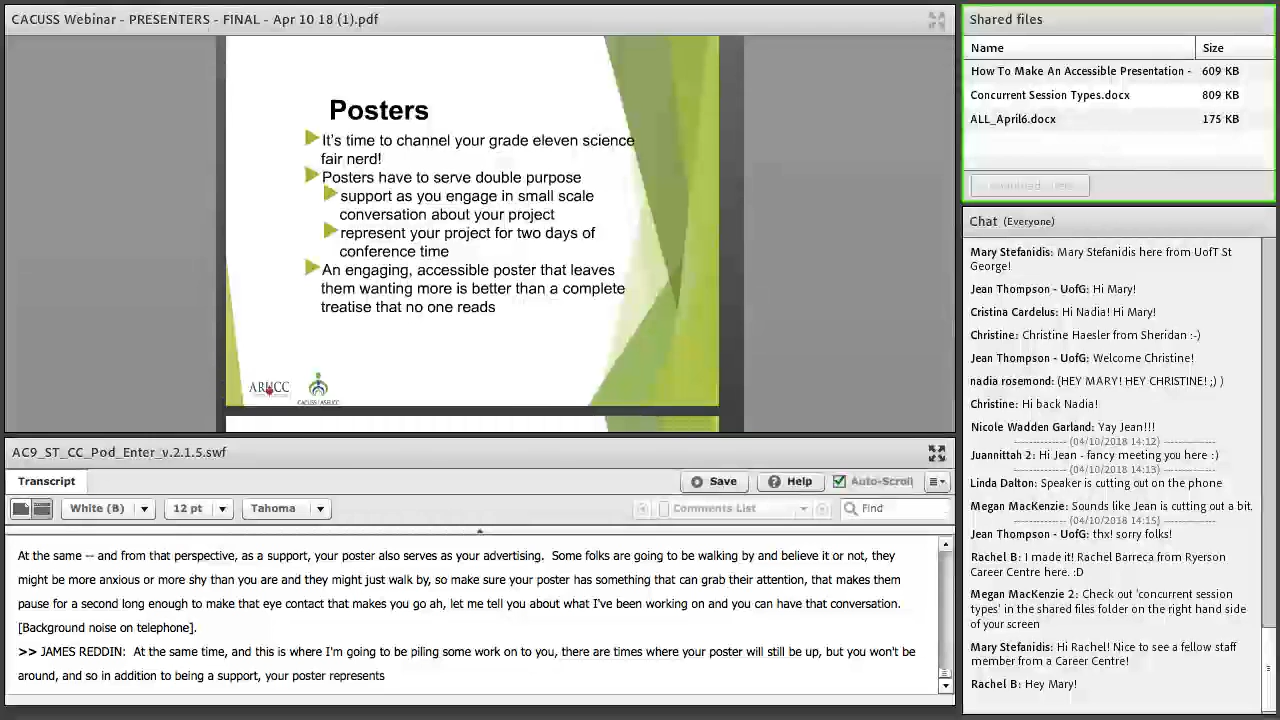 CACUSS Webinar - PRESENTERS - FINAL - Apr 10 18 (1).pdf
Posters
It's time to channel your grade eleven science
fair nerd!
Posters have to serve double purpose
support as you engage in small scale
conversation about your project
represent your project for two days of
conference time
An engaging, accessible poster that leaves
them wanting more is better than a complete
treatise that no one reads
ARUCC
CACUSS | ASEUCC
AC9_ST_CC_Pod_Enter_v.2.1.5.swf
Transcript
Save
Help
Auto-Scroll
White (B)
12 pt
Tahoma
Comments List
Find
At the same -- and from that perspective, as a support, your poster also serves as your advertising.  Some folks are going to be walking by and believe it or not, they
might be more anxious or more shy than you are and they might just walk by, so make sure your poster has something that can grab their attention, that makes them
pause for a second long enough to make that eye contact that makes you go ah, let me tell you about what I've been working on and you can have that conversation.
[Background noise on telephone].
>> JAMES REDDIN:  At the same time, and this is where I'm going to be piling some work on to you, there are times where your poster will still be up, but you won't be
around, and so in addition to being a support, your poster represents
Shared files
Name Size
How To Make An Accessible Presentation - 609 KB
Concurrent Session Types.docx 809 KB
ALL_April6.docx 175 KB
Chat (Everyone)
Mary Stefanidis: Mary Stefanidis here from UofT St
George!
Jean Thompson - UofG: Hi Mary!
Cristina Cardelus: Hi Nadia! Hi Mary!
Christine: Christine Haesler from Sheridan :-)
Jean Thompson - UofG: Welcome Christine!
nadia rosemond: (HEY MARY! HEY CHRISTINE! ;) )
Christine: Hi back Nadia!
Nicole Wadden Garland: Yay Jean!!!
------------- (04/10/2018 14:12) -------------
Juannittah 2: Hi Jean - fancy meeting you here :)
------------- (04/10/2018 14:13) -------------
Linda Dalton: Speaker is cutting out on the phone
Megan MacKenzie: Sounds like Jean is cutting out a bit.
------------- (04/10/2018 14:15) -------------
Jean Thompson - UofG: thx! sorry folks!
Rachel B: I made it! Rachel Barreca from Ryerson
Career Centre here. :D
Megan MacKenzie 2: Check out 'concurrent session
types' in the shared files folder on the right hand side
of your screen
Mary Stefanidis: Hi Rachel! Nice to see a fellow staff
member from a Career Centre!
Rachel B: Hey Mary!